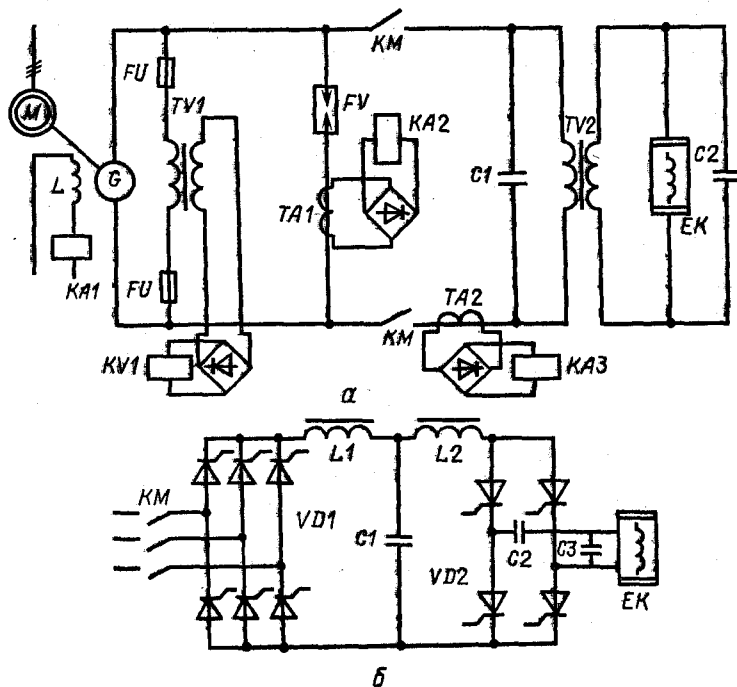 KM
FU
TV1
FV
KA2
M
L
G
C1
TV2
C2
TA1
EK
KA1
FU
KM
TA2
KV1
KA3
а
L1
L2
KM
VD1
C1
C2
C3
VD2
EK
б